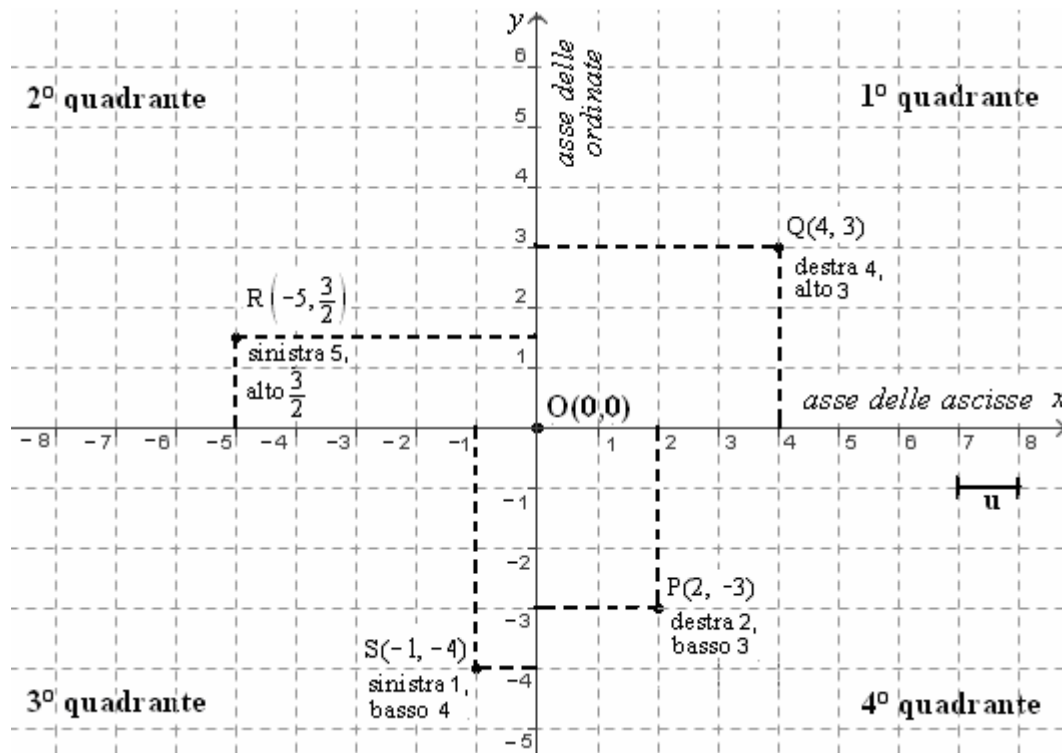 y
asse delle
ordinate
6
5
4
3
2
1
2° quadrante
1° quadrante
Q(4, 3)
destra 4,
alto 3
R(-5, 3/2)
sinistra 5,
alto 3/2
O(0,0)
asse delle ascisse x
-8 -7 -6 -5 -4 -3 -2 -1 1 2 3 4 5 6 7 8
u
-1
-2
-3
-4
-5
P(2, -3)
destra 2,
basso 3
S(-1, -4)
sinistra 1,
basso 4
3° quadrante
4° quadrante